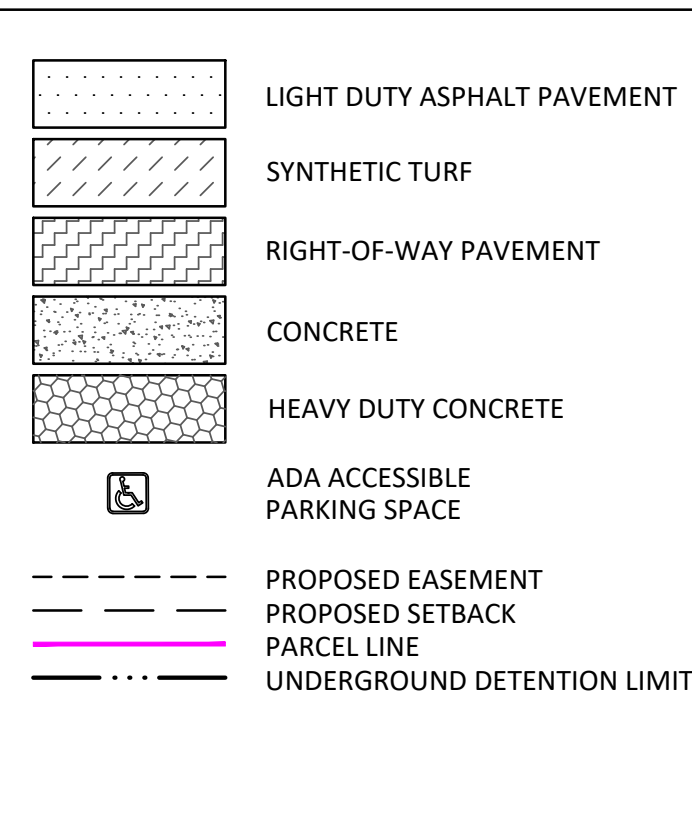 LIGHT DUTY ASPHALT PAVEMENT
SYNTHETIC TURF
RIGHT-OF-WAY PAVEMENT
CONCRETE
HEAVY DUTY CONCRETE
ADA ACCESSIBLE
PARKING SPACE
PROPOSED EASEMENT
PROPOSED SETBACK
PARCEL LINE
UNDERGROUND DETENTION LIMIT